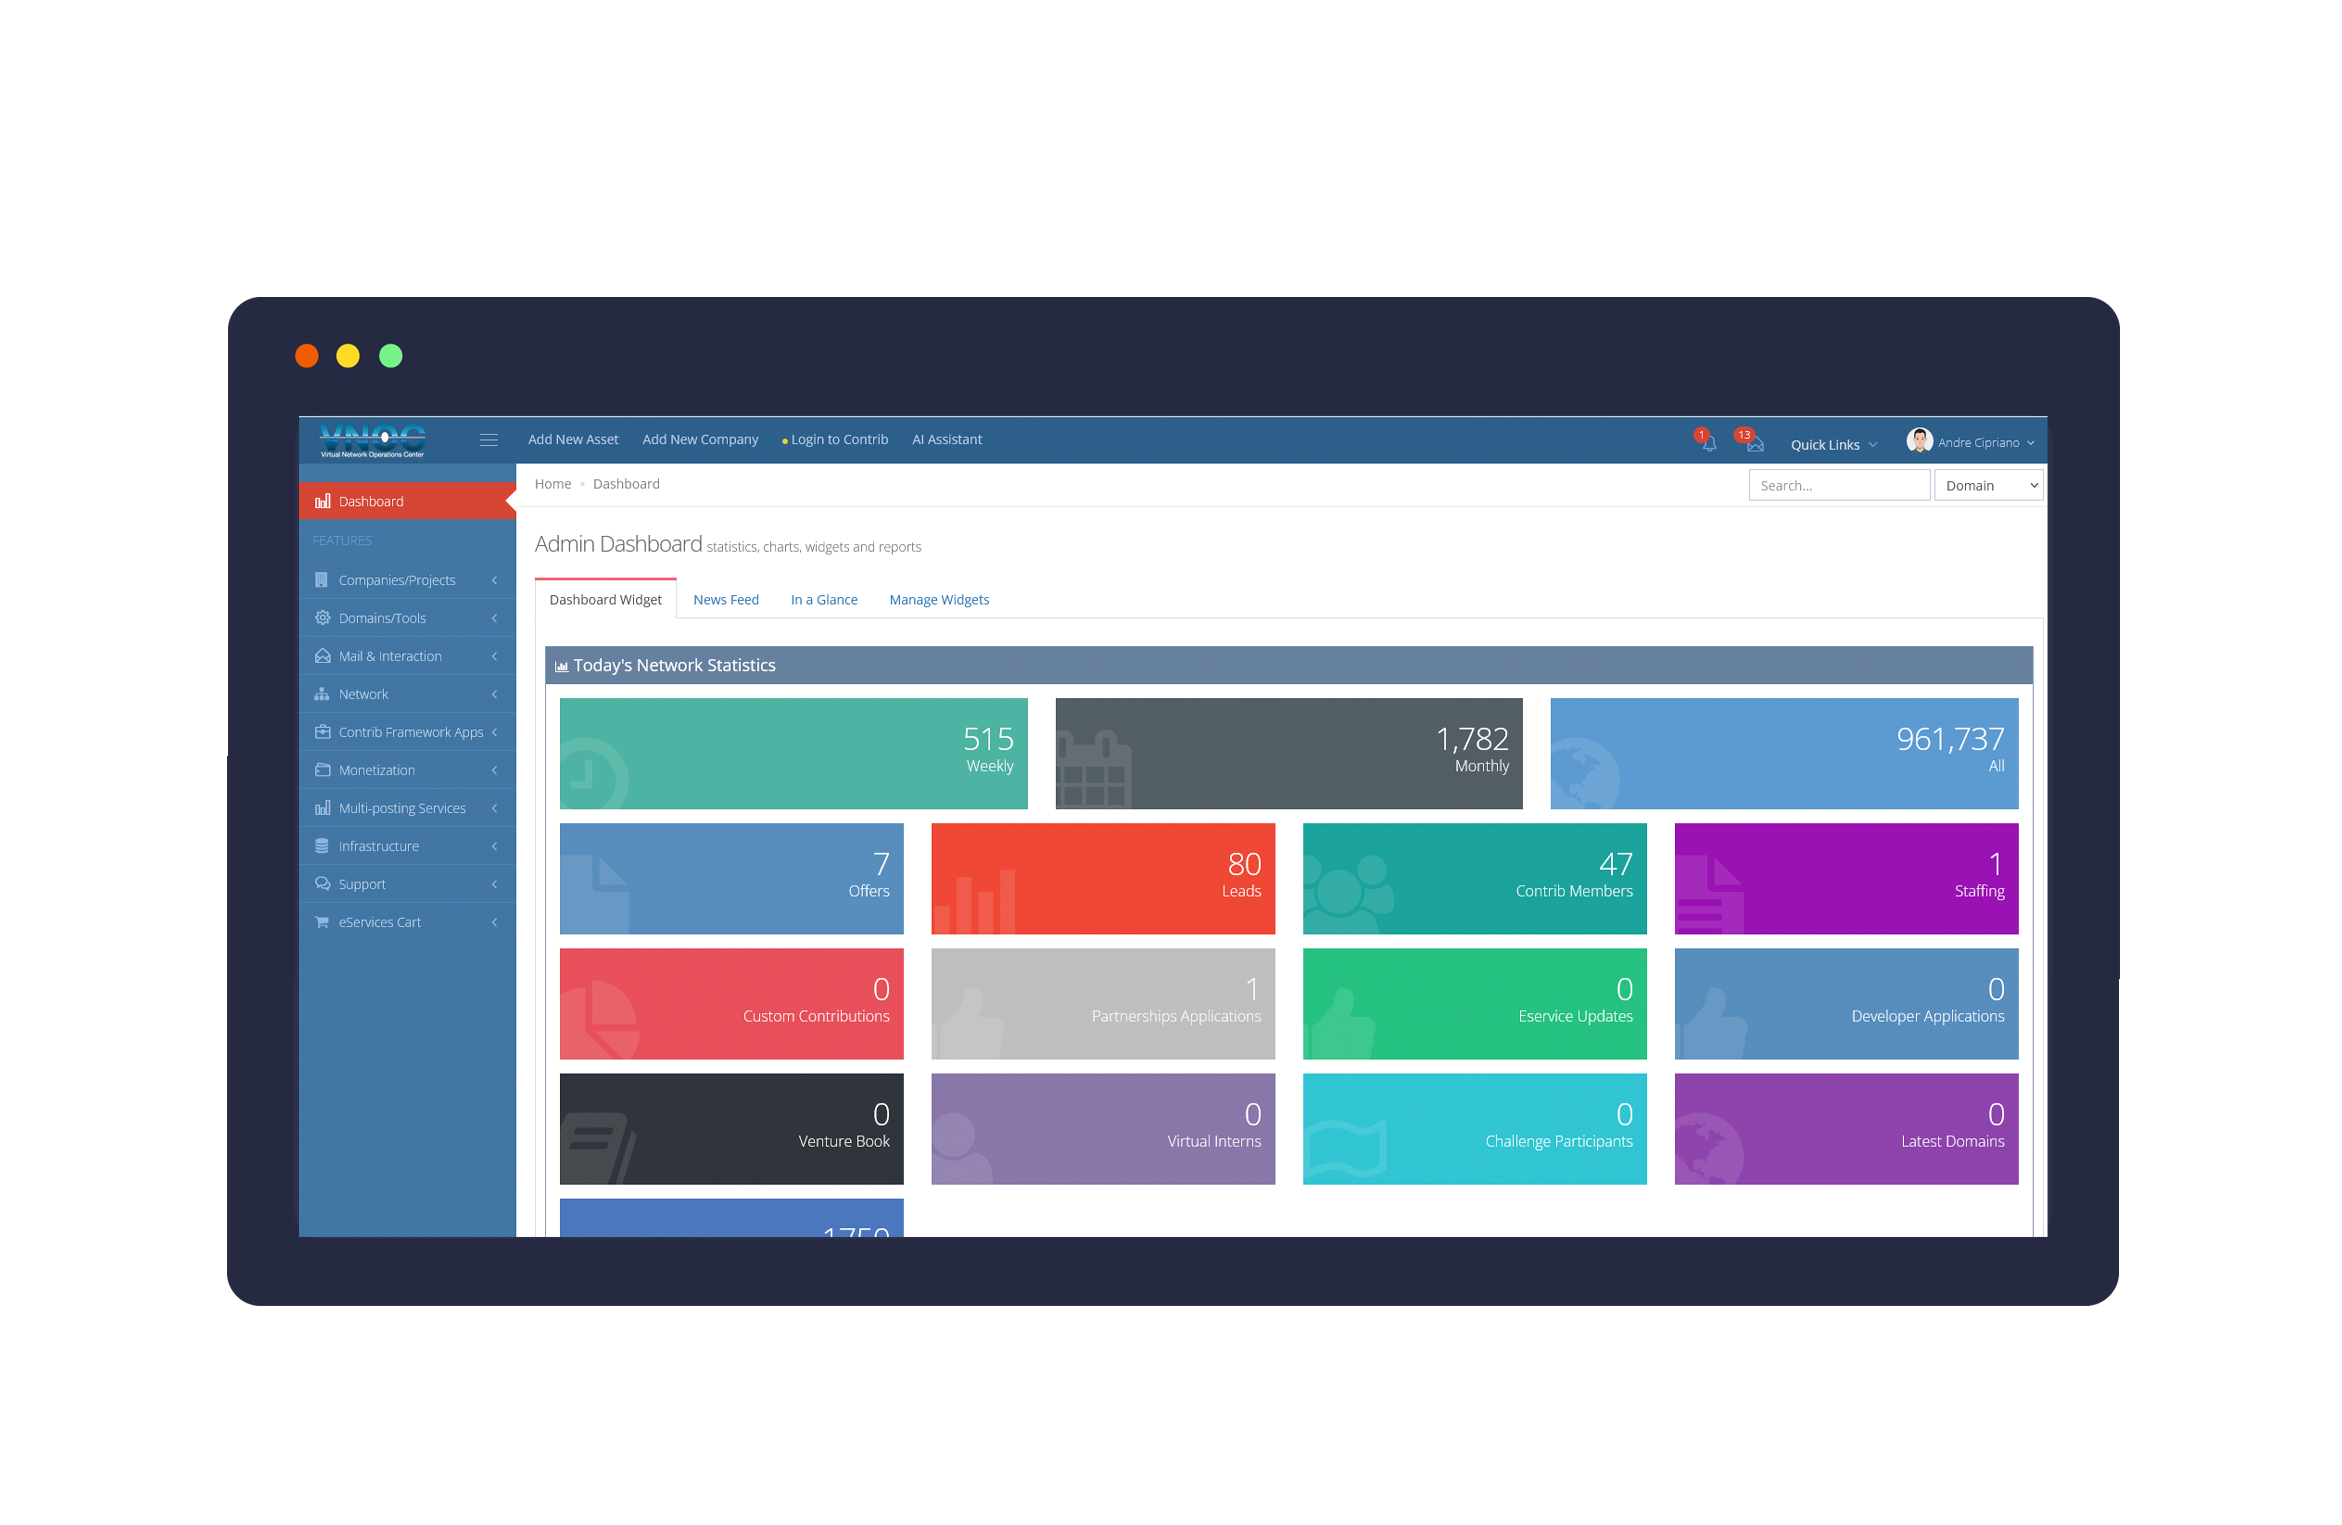 VNOC
Virtual Network Operations Center
Add New Asset Add New Company Login to Contrib AI Assistant
1 13 Quick Links Andre Cipriano
Home Dashboard
Search... Domain
Dashboard
FEATURES
Companies/Projects
Domains/Tools
Mail & Interaction
Network
Contrib Framework Apps
Monetization
Multi-posting Services
Infrastructure
Support
eServices Cart
Admin Dashboard statistics, charts, widgets and reports
Dashboard Widget News Feed In a Glance Manage Widgets
Today's Network Statistics
515
Weekly
1,782
Monthly
961,737
All
7
Offers
80
Leads
47
Contrib Members
1
Staffing
0
Custom Contributions
1
Partnerships Applications
0
Eservice Updates
0
Developer Applications
0
Venture Book
0
Virtual Interns
0
Challenge Participants
0
Latest Domains
1750